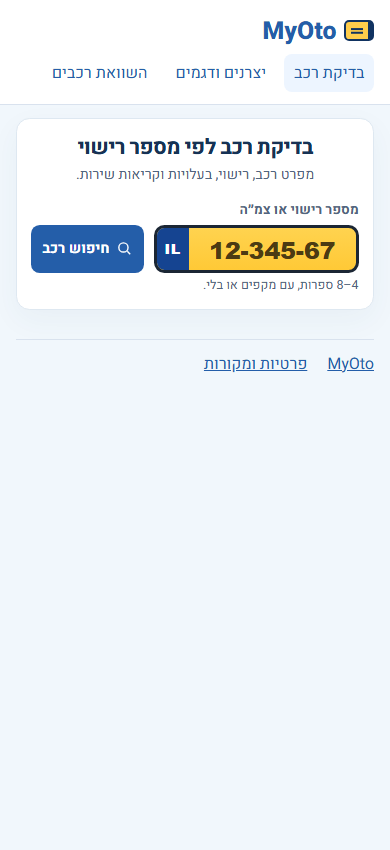 MyOto
בדיקת רכב יצרנים ודגמים השוואת רכבים
בדיקת רכב לפי מספר רישוי
מפרט רכב, רישוי, בעלויות וקריאות שירות.
מספר רישוי או צמ״ה
12-345-67 IL חיפוש רכב
4–8 ספרות, עם מקפים או בלי.
MyOto פרטיות ומקורות